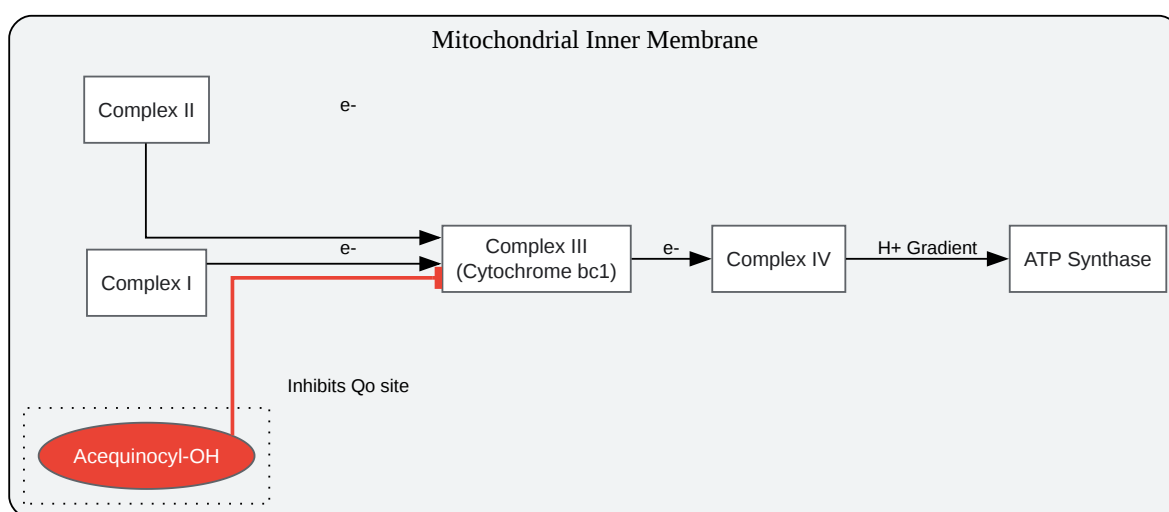 Mitochondrial Inner Membrane
Complex II
e-
Complex I
e-
Complex III
(Cytochrome bc1)
e-
Complex IV
H+ Gradient
ATP Synthase
Inhibits Qo site
Acequinocyl-OH